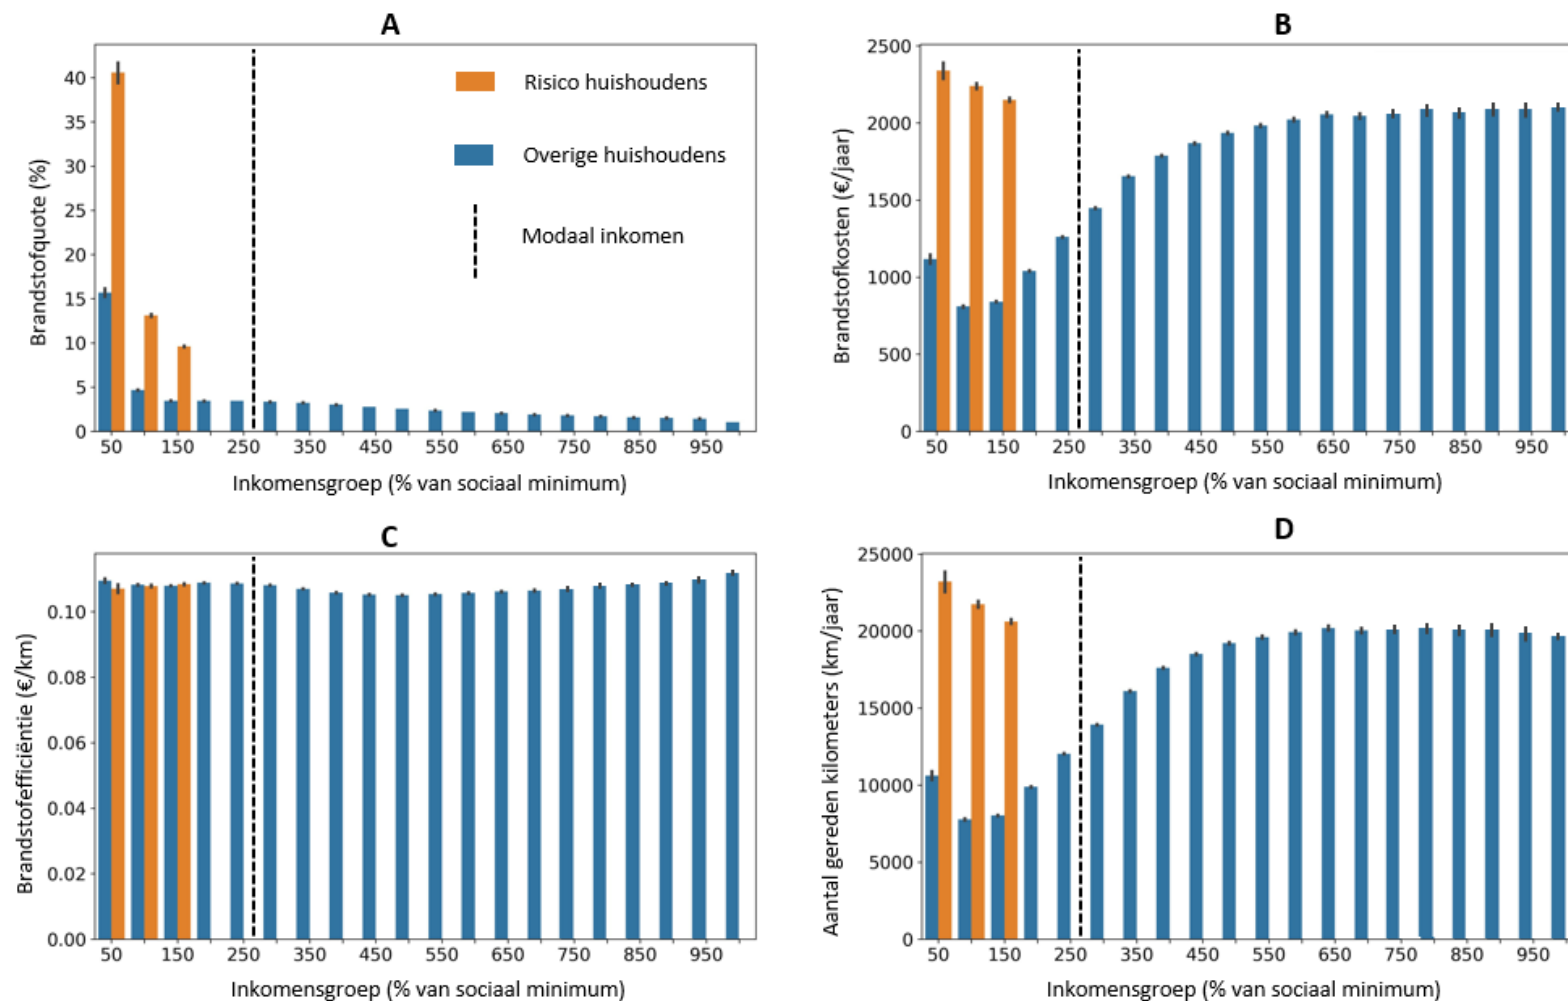 A
Brandstofquote (%)
40
35
30
25
20
15
10
5
0
Risico huishoudens
Overige huishoudens
Modaal inkomen
50 150 250 350 450 550 650 750 850 950
Inkomensgroep (% van sociaal minimum)
B
Brandstofkosten (€/jaar)
2500
2000
1500
1000
500
0
50 150 250 350 450 550 650 750 850 950
Inkomensgroep (% van sociaal minimum)
C
Brandstofefficiëntie (€/km)
0.10
0.08
0.06
0.04
0.02
0.00
50 150 250 350 450 550 650 750 850 950
Inkomensgroep (% van sociaal minimum)
D
Aantal gereden kilometers (km/jaar)
25000
20000
15000
10000
5000
0
50 150 250 350 450 550 650 750 850 950
Inkomensgroep (% van sociaal minimum)